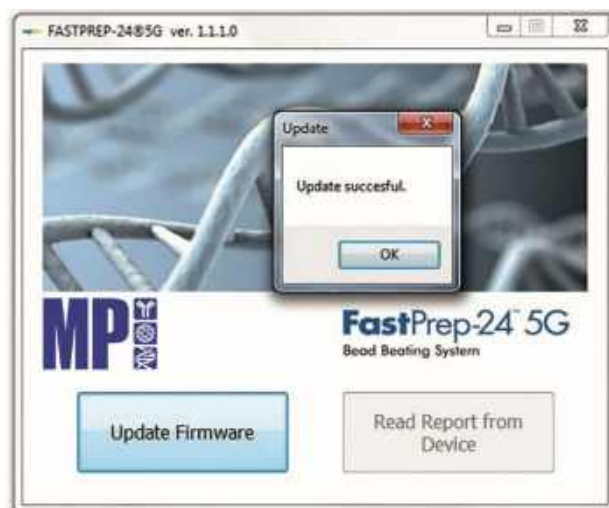 FASTPREP-24®5G ver. 1.1.1.0
Update
Update succesful.
OK
MP
FastPrep-24™ 5G
Bead Beating System
Update Firmware
Read Report from
Device